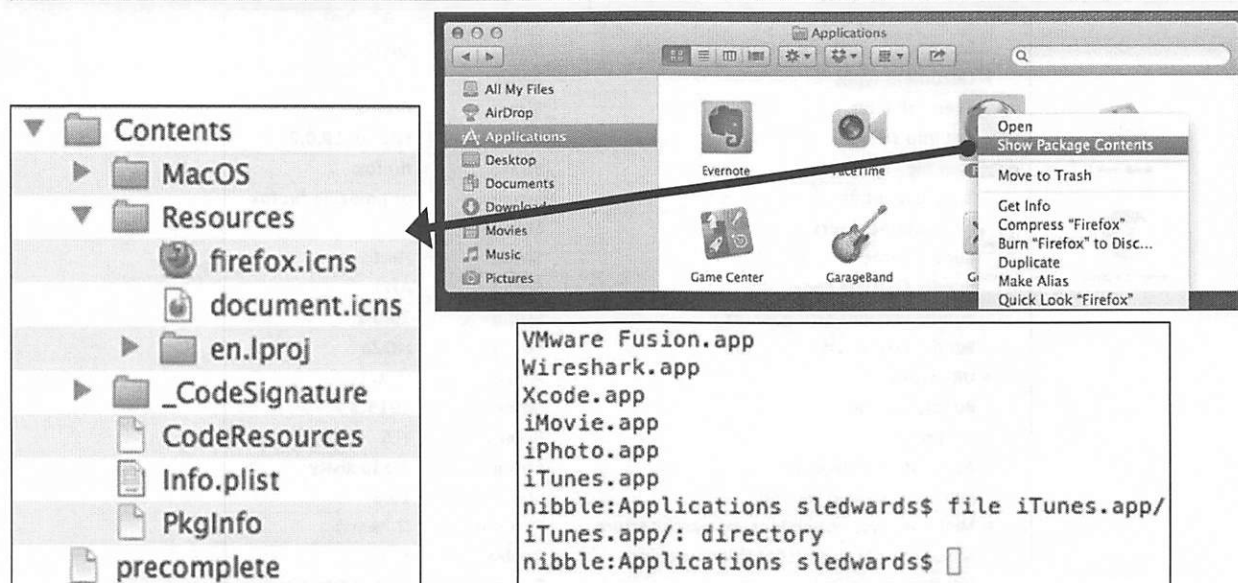 Applications
All My Files
AirDrop
Applications
Desktop
Documents
Movies
Music
Pictures
Evernote
FaceTime
Game Center
GarageBand
Open
Show Package Contents
Move to Trash
Get Info
Compress "Firefox"
Burn "Firefox" to Disc...
Duplicate
Make Alias
Quick Look "Firefox"
Contents
MacOS
Resources
firefox.icns
document.icns
en.lproj
_CodeSignature
CodeResources
Info.plist
PkgInfo
precomplete
VMware Fusion.app
Wireshark.app
Xcode.app
iMovie.app
iPhoto.app
iTunes.app
nibble:Applications sledwards$ file iTunes.app/
iTunes.app/: directory
nibble:Applications sledwards$